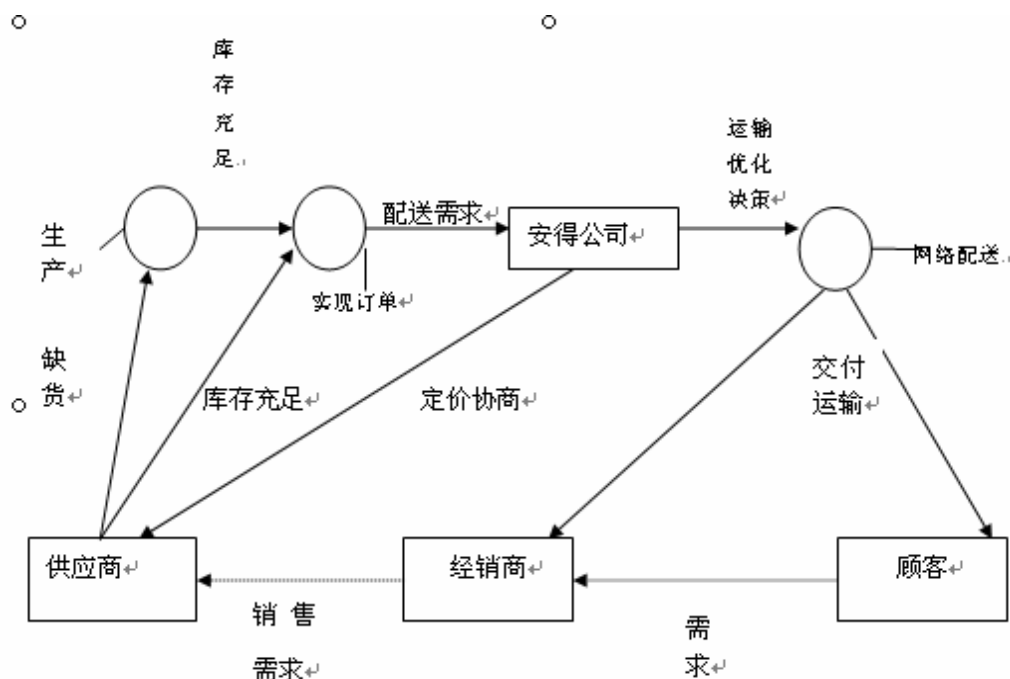 库
存
充
足
运输
优化
决策
配送需求
安得公司
生
产
网络配送
实现订单
缺
货
库存充足
定价协商
交付
运输
供应商
经销商
顾客
销 售
需求
需
求